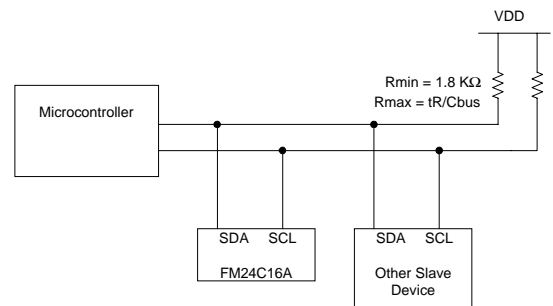 VDD
Rmin = 1.8 KΩ
Rmax = tR/Cbus
Microcontroller
SDA SCL
FM24C16A
SDA SCL
Other Slave
Device